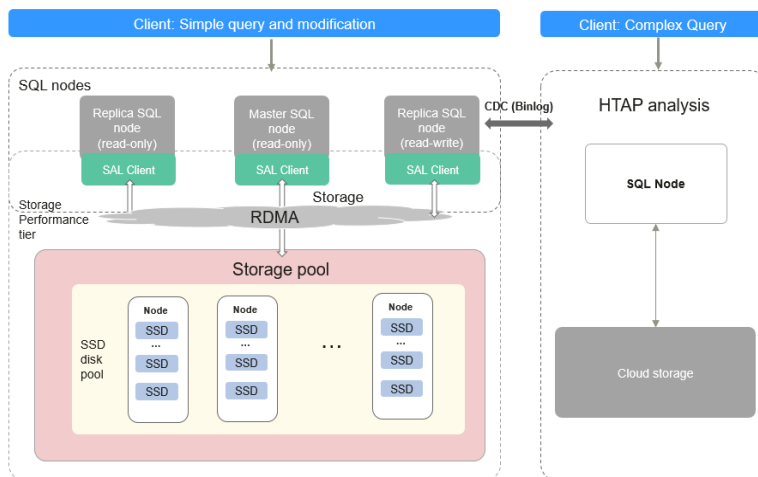 Client: Simple query and modification
Client: Complex Query
SQL nodes
Replica SQL
node
(read-only)
SAL Client
Master SQL
node
(read-only)
SAL Client
Replica SQL
node
(read-write)
SAL Client
CDC (Binlog)
HTAP analysis
SQL Node
Cloud storage
Storage
Performance
tier
Storage
RDMA
Storage pool
SSD
disk
pool
Node
SSD
...
SSD
SSD
Node
SSD
...
SSD
SSD
...
Node
SSD
...
SSD
SSD